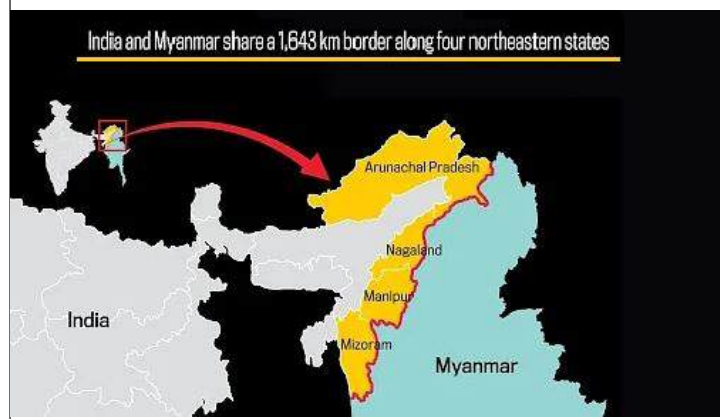 India and Myanmar share a 1,643 km border along four northeastern states
Arunachal Pradesh
Nagaland
Manipur
India
Mizoram
Myanmar